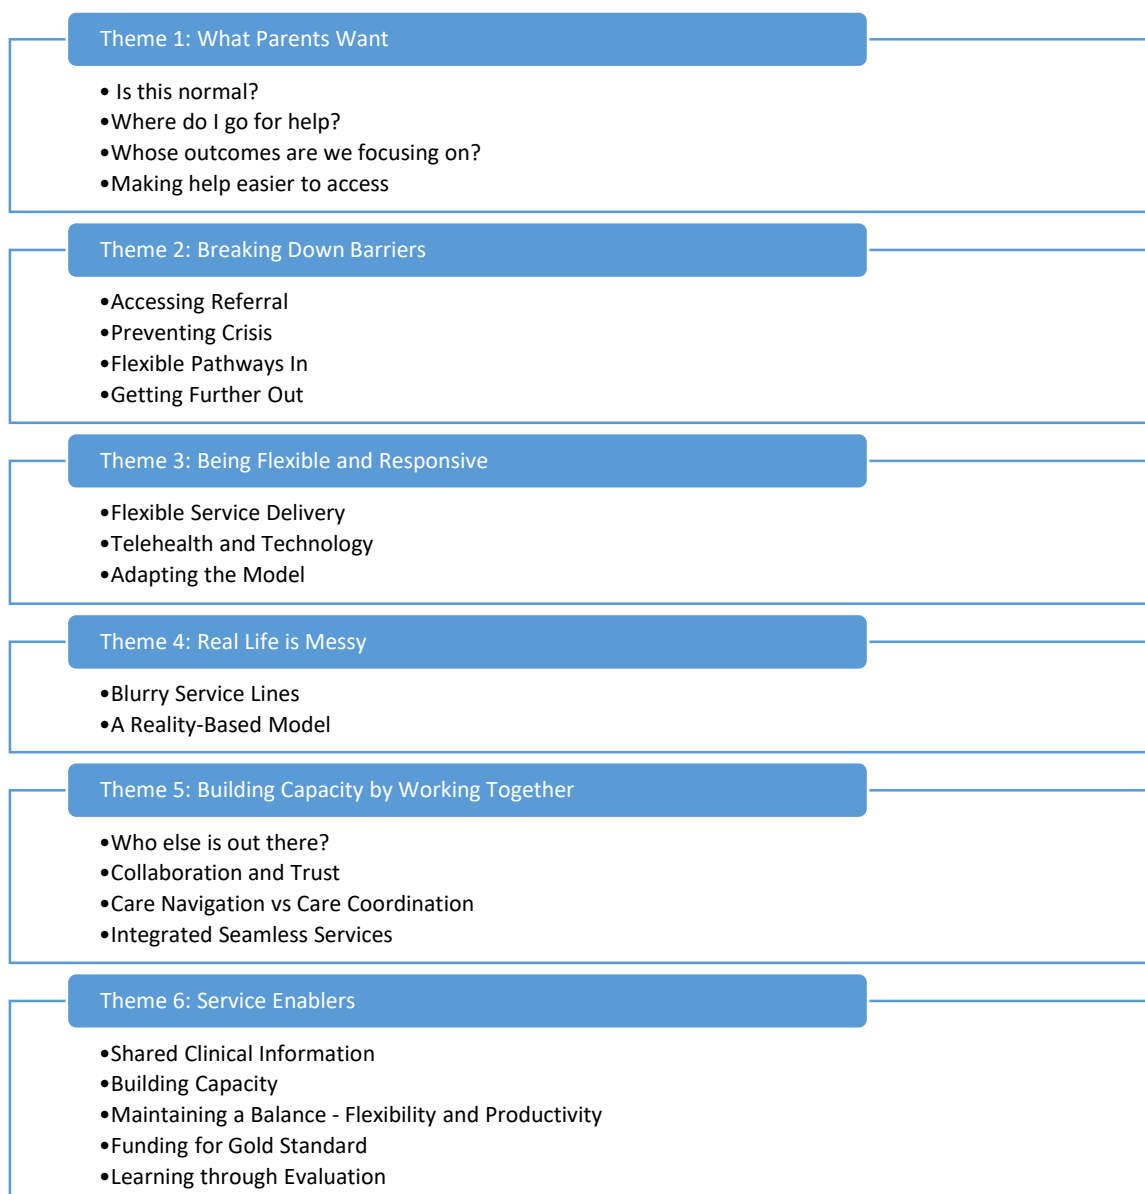 Theme 1: What Parents Want
• Is this normal?
•Where do I go for help?
•Whose outcomes are we focusing on?
•Making help easier to access
Theme 2: Breaking Down Barriers
•Accessing Referral
•Preventing Crisis
•Flexible Pathways In
•Getting Further Out
Theme 3: Being Flexible and Responsive
•Flexible Service Delivery
•Telehealth and Technology
•Adapting the Model
Theme 4: Real Life is Messy
•Blurry Service Lines
•A Reality-Based Model
Theme 5: Building Capacity by Working Together
•Who else is out there?
•Collaboration and Trust
•Care Navigation vs Care Coordination
•Integrated Seamless Services
Theme 6: Service Enablers
•Shared Clinical Information
•Building Capacity
•Maintaining a Balance - Flexibility and Productivity
•Funding for Gold Standard
•Learning through Evaluation